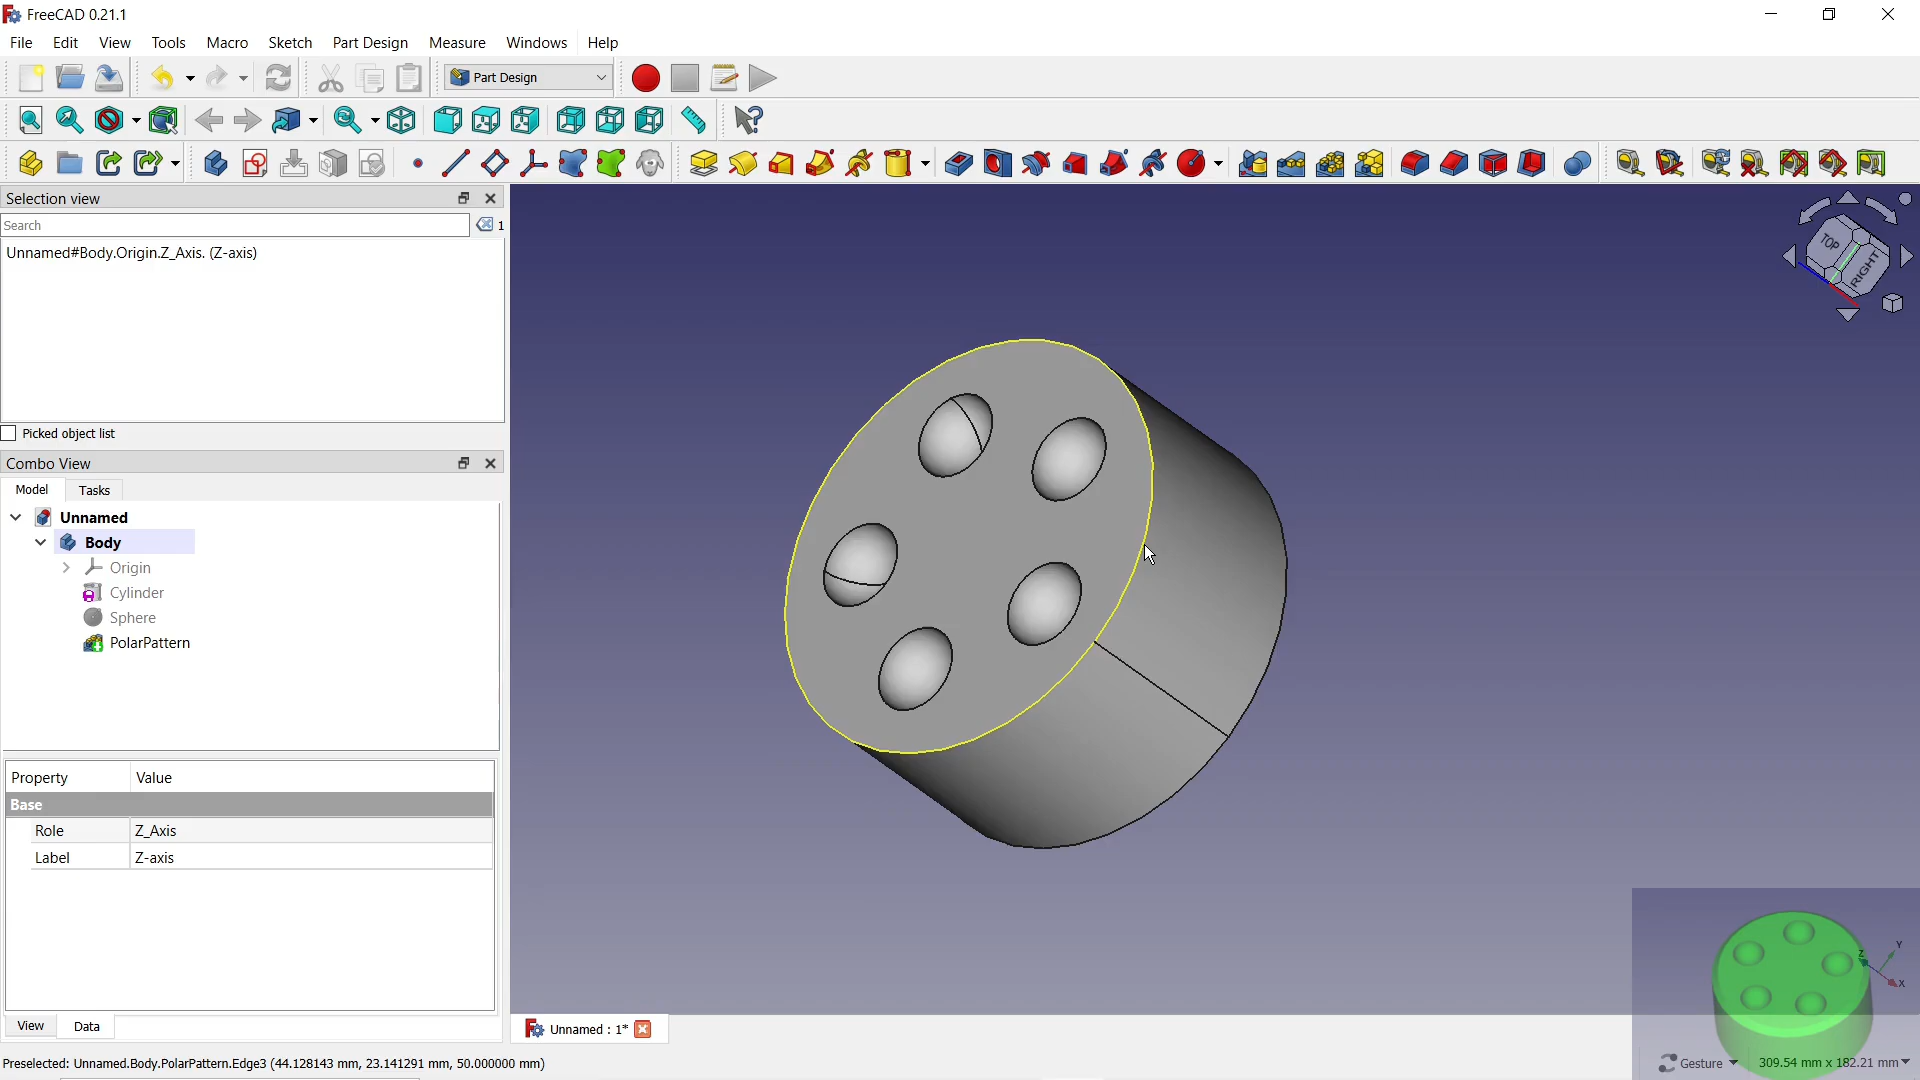 FreeCAD 0.21.1
File Edit View Tools Macro Sketch Part Design Measure Windows Help
Part Design
Selection view
Search 1
Unnamed#Body.Origin.Z_Axis. (Z-axis)
Picked object list
Combo View
Model Tasks
Unnamed
Body
Origin
Cylinder
Sphere
PolarPattern
Property Value
Base
Role Z_Axis
Label Z-axis
View Data
TOP
RIGHT
Unnamed : 1*
Y
Z
X
Preselected: Unnamed.Body.PolarPattern.Edge3 (44.128143 mm, 23.141291 mm, 50.000000 mm)
Gesture 309.54 mm x 182.21 mm